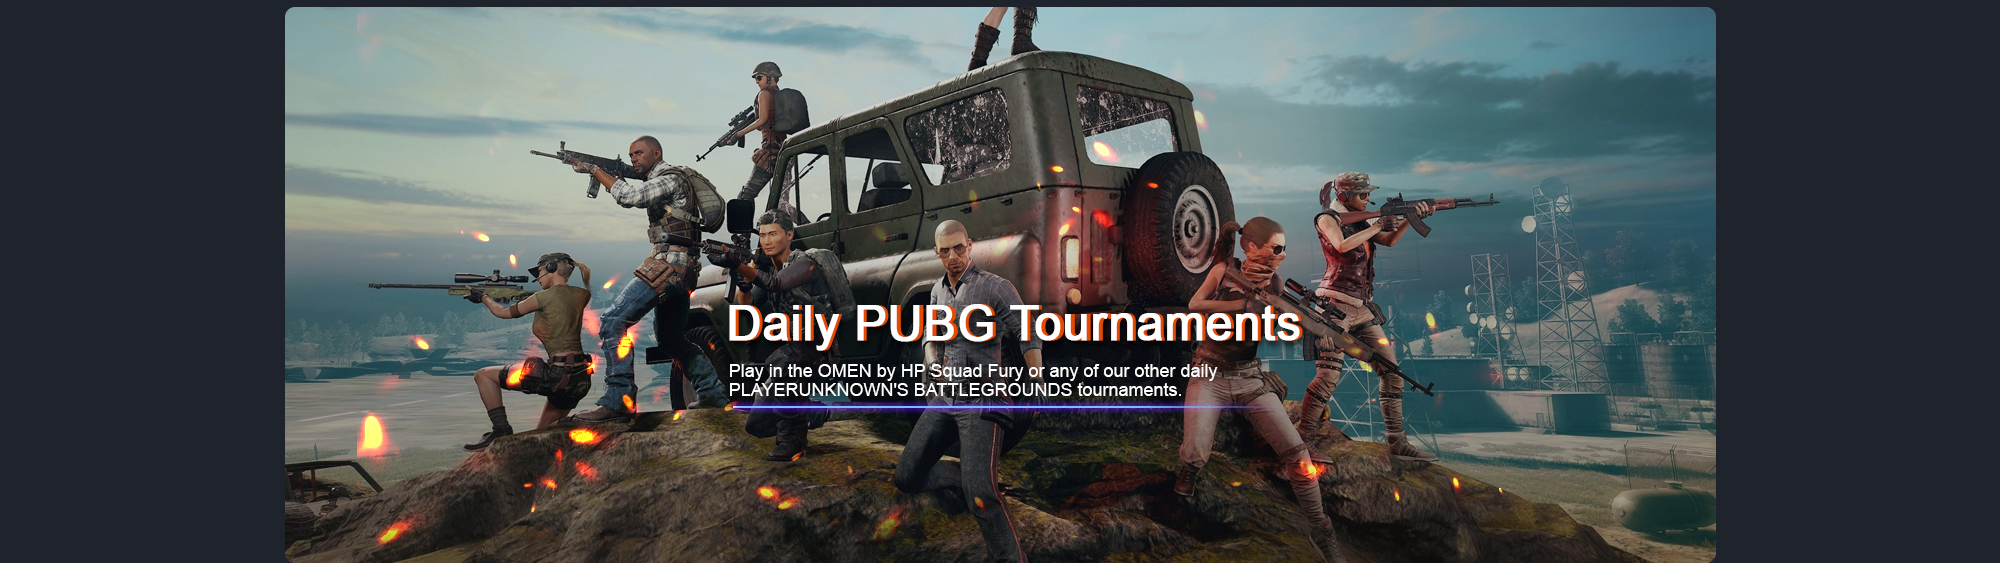 Daily PUBG Tournaments
Play in the OMEN by HP Squad Fury or any of our other daily
PLAYERUNKNOWN'S BATTLEGROUNDS tournaments.